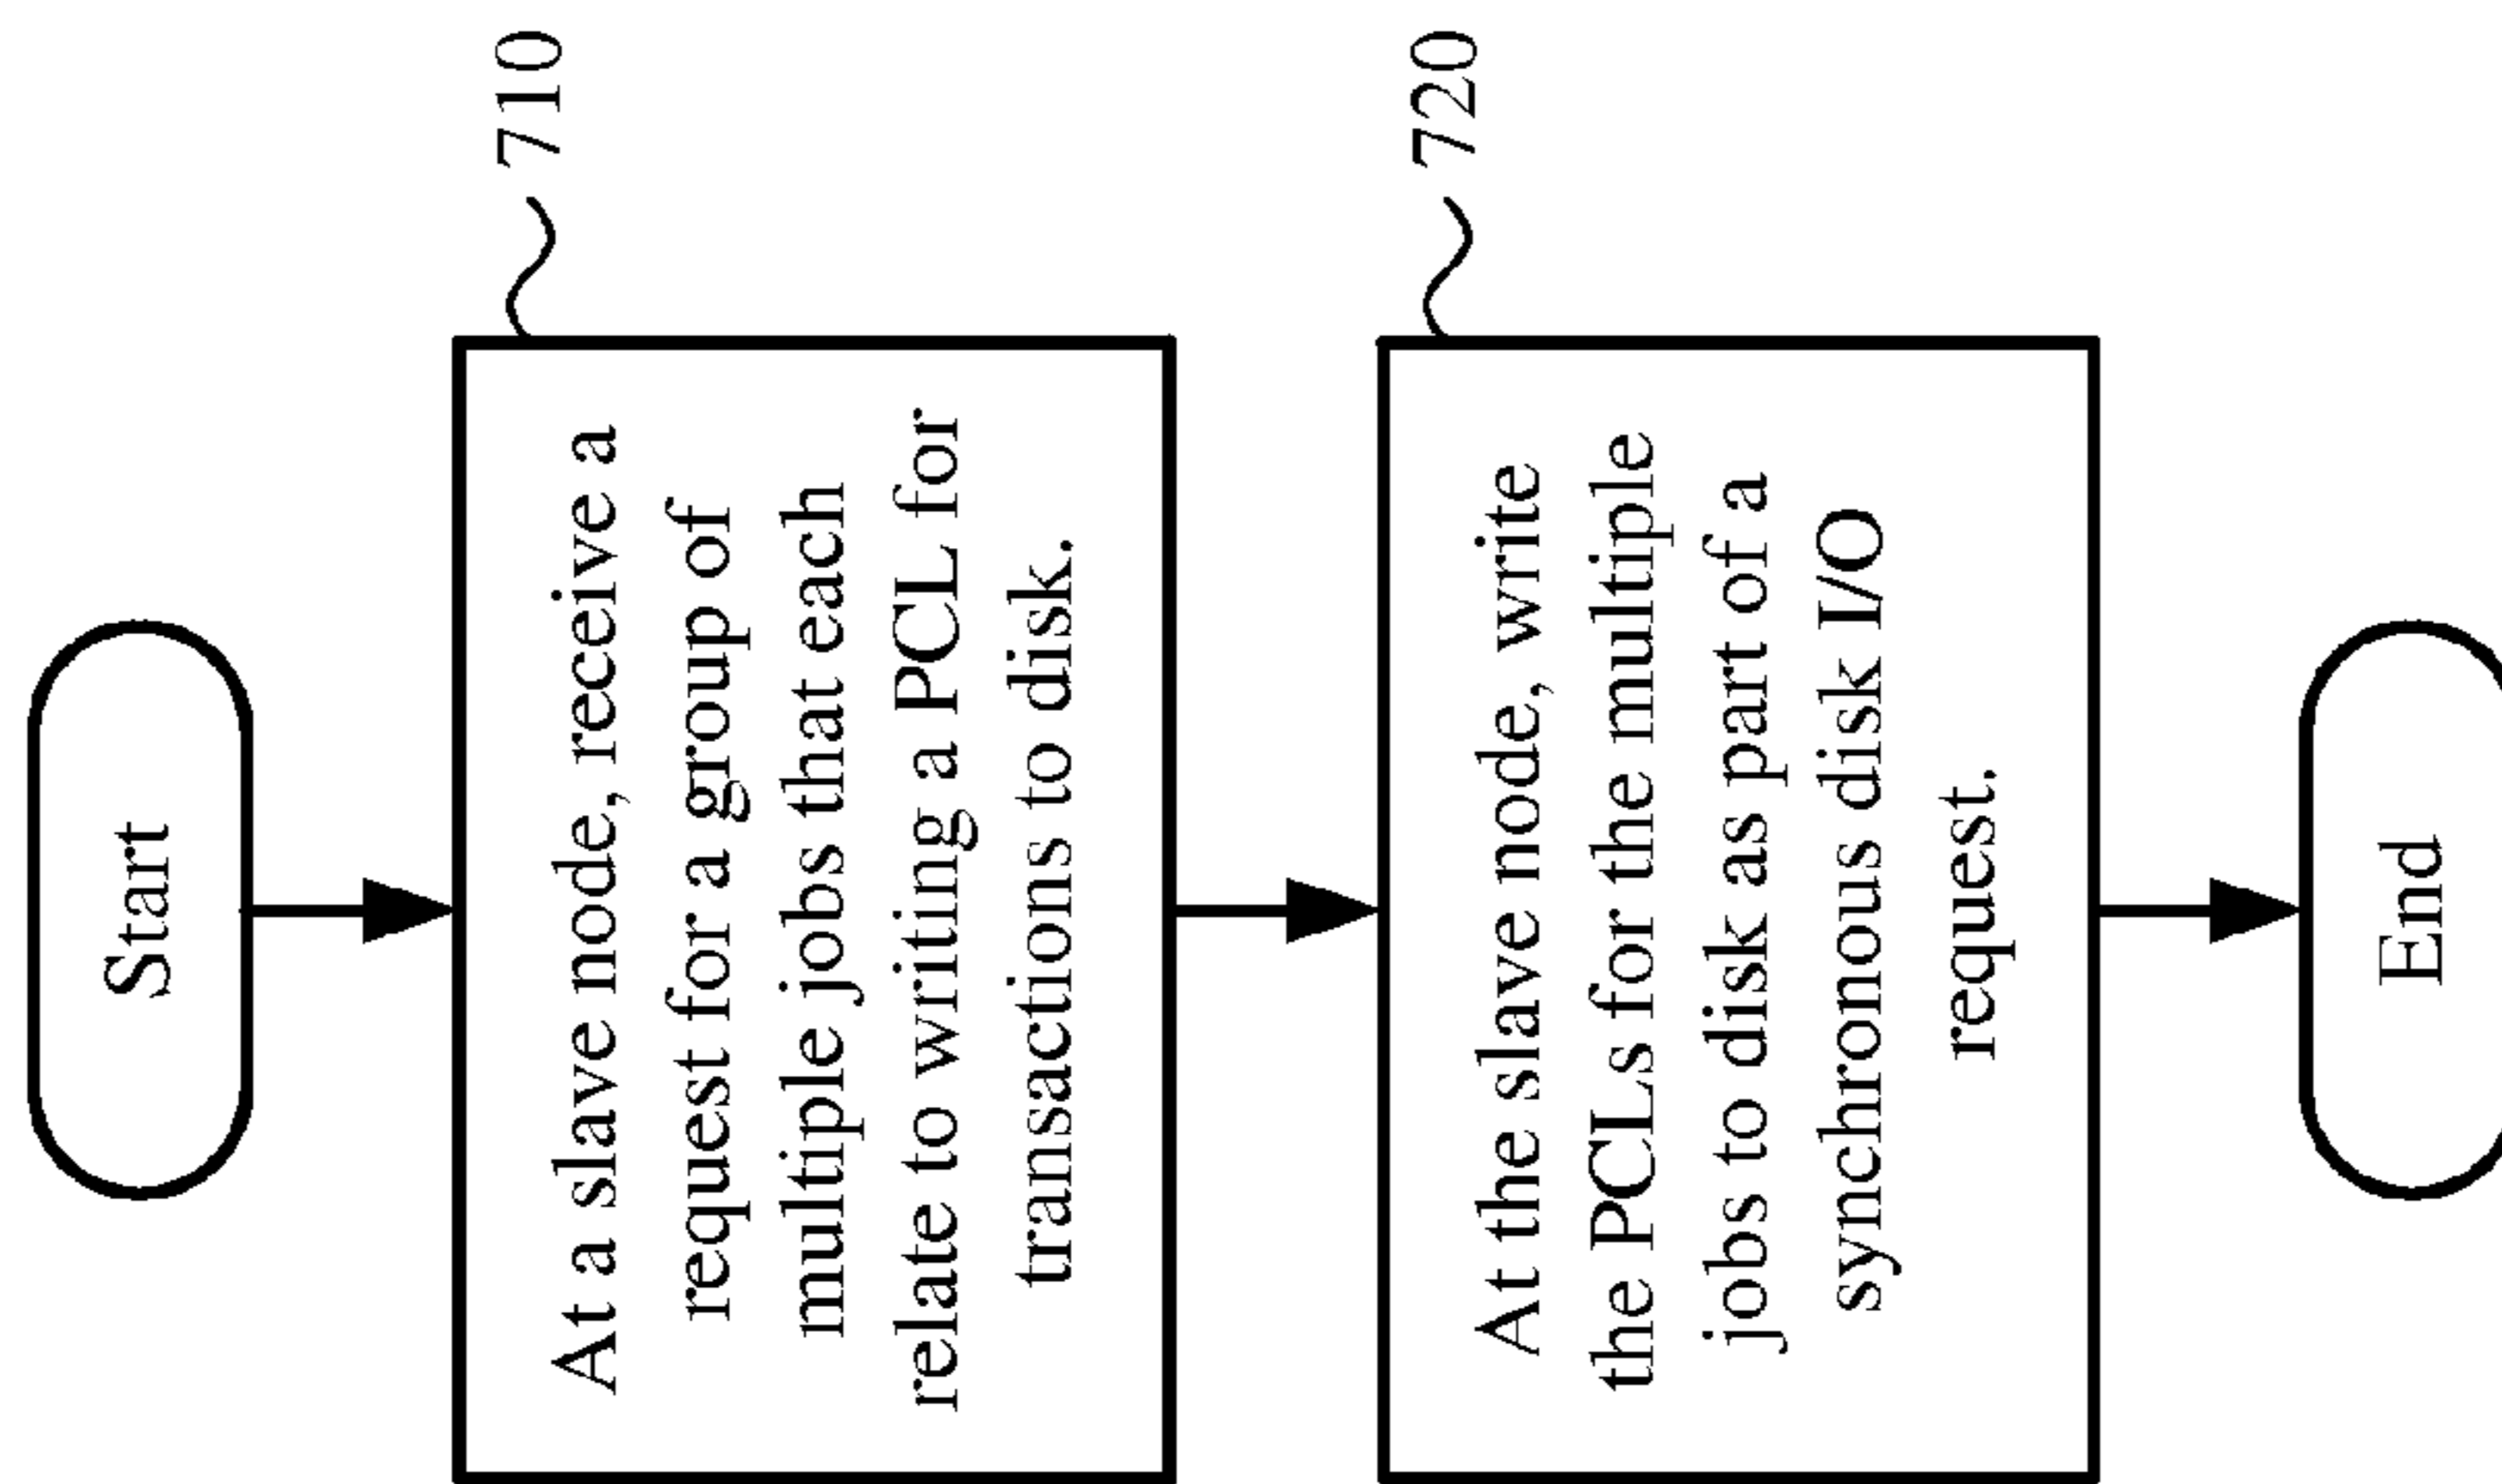 Start
710
At a slave node, receive a
request for a group of
multiple jobs that each
relate to writing a PCL for
transactions to disk.
720
At the slave node, write
the PCLs for the multiple
jobs to disk as part of a
synchronous disk I/O
request.
End